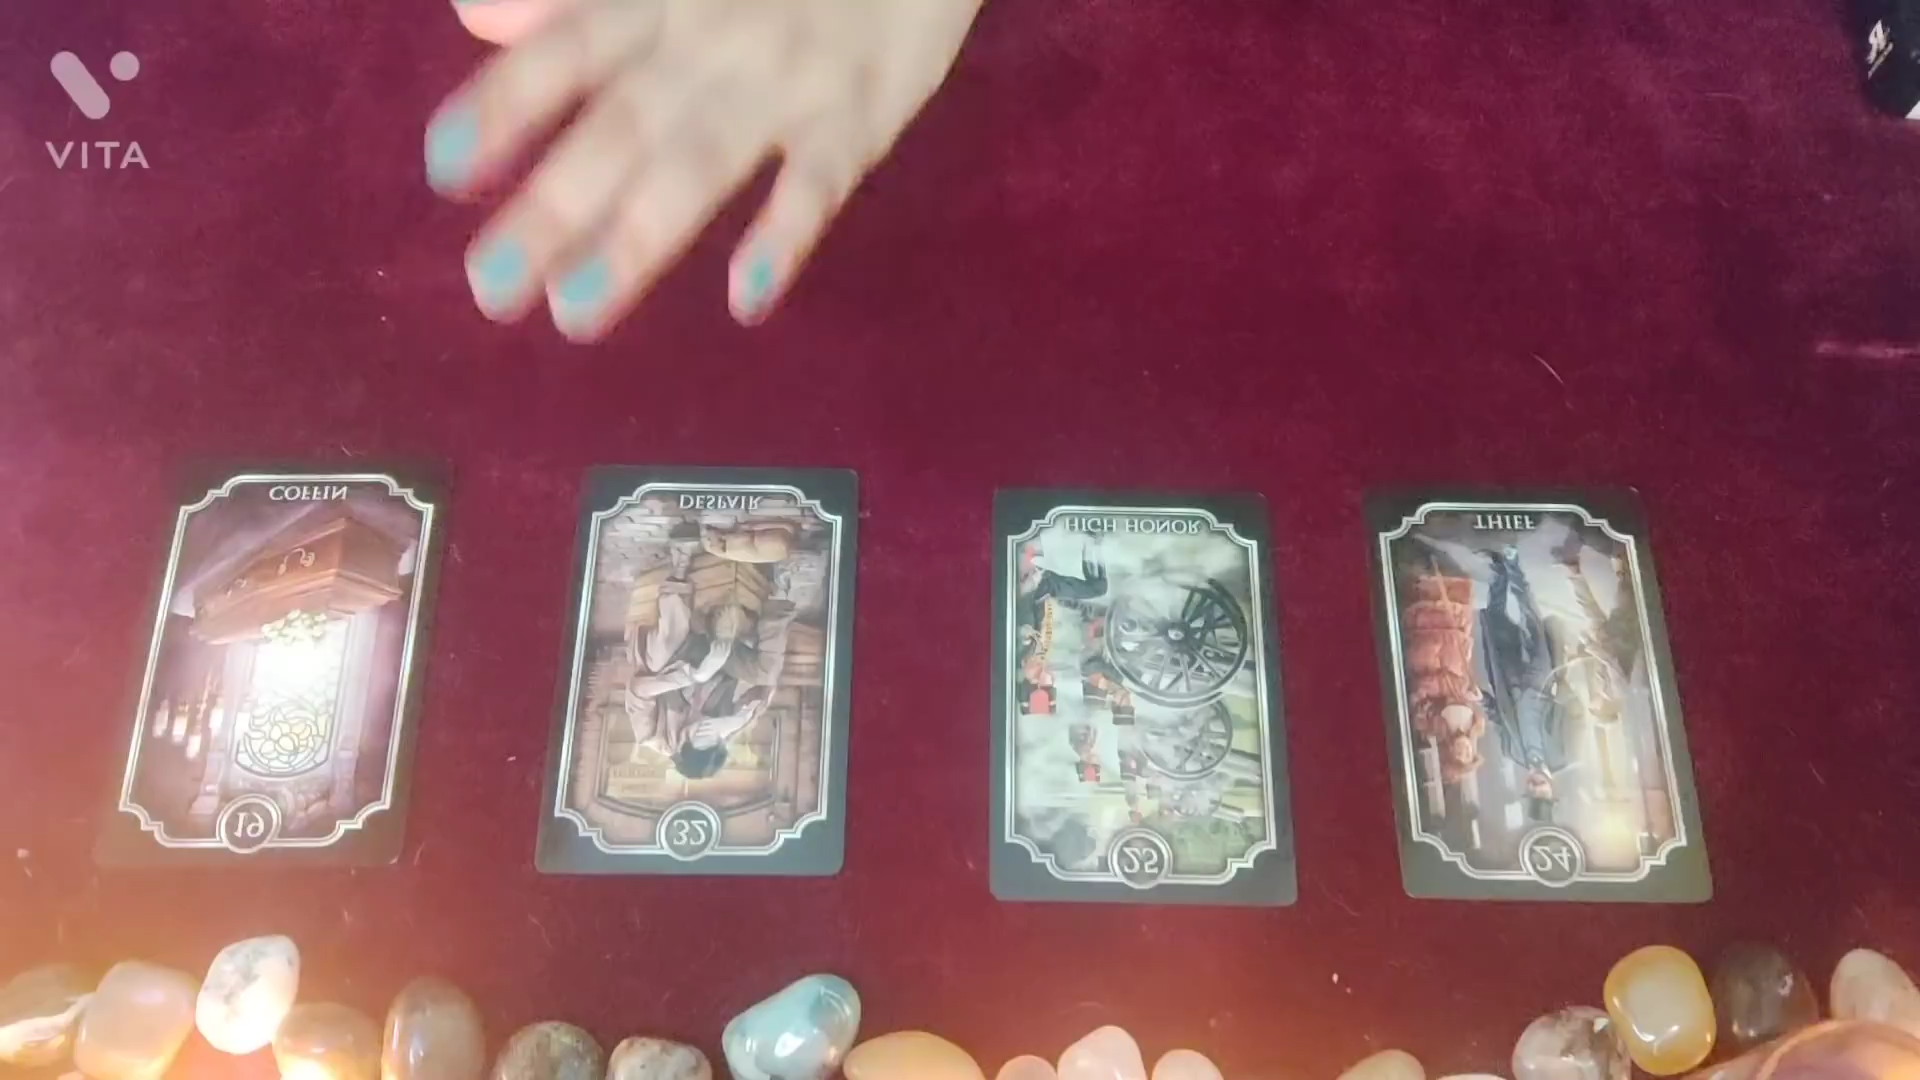 VITA
COFFIN
19
DESPAIR
32
HIGH HONOR
25
THIEF
24